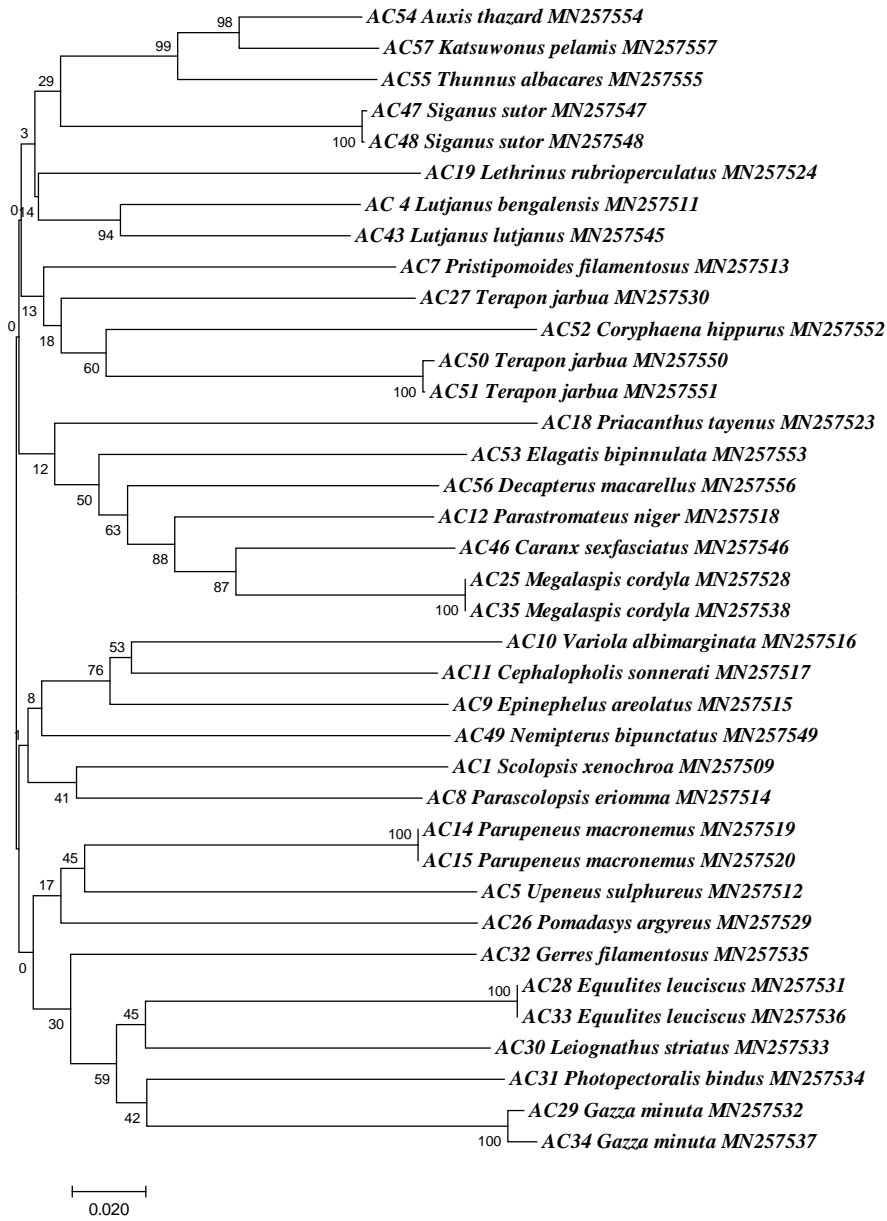 AC54 Auxis thazard MN257554
98
AC57 Katsuwonus pelamis MN257557
99
AC55 Thunnus albacares MN257555
29
AC47 Siganus sutor MN257547
100
AC48 Siganus sutor MN257548
3
AC19 Lethrinus rubrioperculatus MN257524
0
14
AC 4 Lutjanus bengalensis MN257511
94
AC43 Lutjanus lutjanus MN257545
AC7 Pristipomoides filamentosus MN257513
13
AC27 Terapon jarbua MN257530
0
18
AC52 Coryphaena hippurus MN257552
60
AC50 Terapon jarbua MN257550
100
AC51 Terapon jarbua MN257551
AC18 Priacanthus tayenus MN257523
12
AC53 Elagatis bipinnulata MN257553
50
AC56 Decapterus macarellus MN257556
63
AC12 Parastromateus niger MN257518
88
AC46 Caranx sexfasciatus MN257546
87
AC25 Megalaspis cordyla MN257528
100
AC35 Megalaspis cordyla MN257538
53
AC10 Variola albimarginata MN257516
76
AC11 Cephalopholis sonnerati MN257517
8
AC9 Epinephelus areolatus MN257515
1
AC49 Nemipterus bipunctatus MN257549
AC1 Scolopsis xenochroa MN257509
41
AC8 Parascolopsis eriomma MN257514
100
AC14 Parupeneus macronemus MN257519
AC15 Parupeneus macronemus MN257520
45
17
AC5 Upeneus sulphureus MN257512
AC26 Pomadasys argyreus MN257529
0
AC32 Gerres filamentosus MN257535
30
100
AC28 Equulites leuciscus MN257531
AC33 Equulites leuciscus MN257536
45
AC30 Leiognathus striatus MN257533
59
AC31 Photopectoralis bindus MN257534
42
AC29 Gazza minuta MN257532
100
AC34 Gazza minuta MN257537
0.020